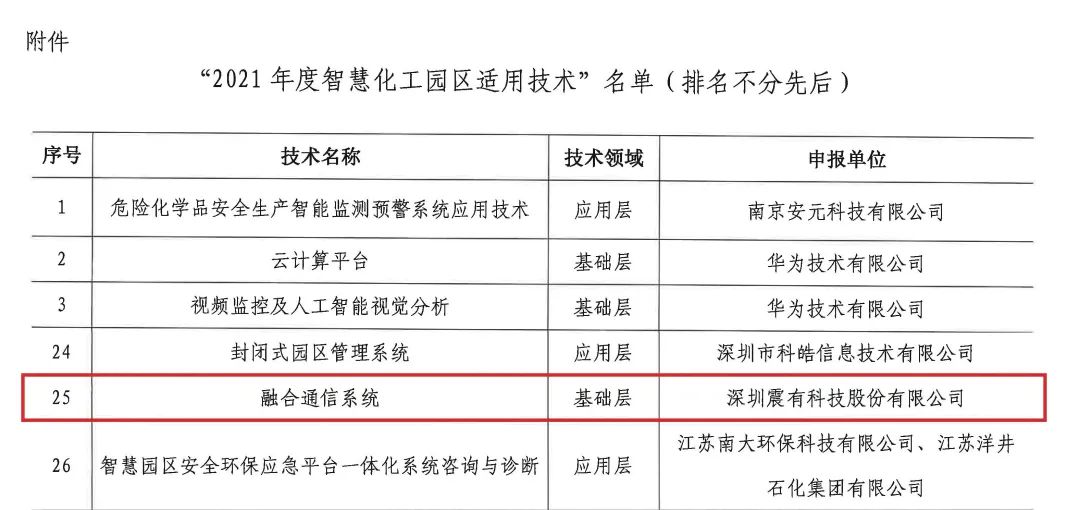 附件
“2021 年度智慧化工园区适用技术”名单（排名不分先后）
序号 技术名称 技术领域 申报单位
1 危险化学品安全生产智能监测预警系统应用技术 应用层 南京安元科技有限公司
2 云计算平台 基础层 华为技术有限公司
3 视频监控及人工智能视觉分析 基础层 华为技术有限公司
24 封闭式园区管理系统 应用层 深圳市科皓信息技术有限公司
25 融合通信系统 基础层 深圳震有科技股份有限公司
26 智慧园区安全环保应急平台一体化系统咨询与诊断 应用层 江苏南大环保科技有限公司、江苏洋井
石化集团有限公司